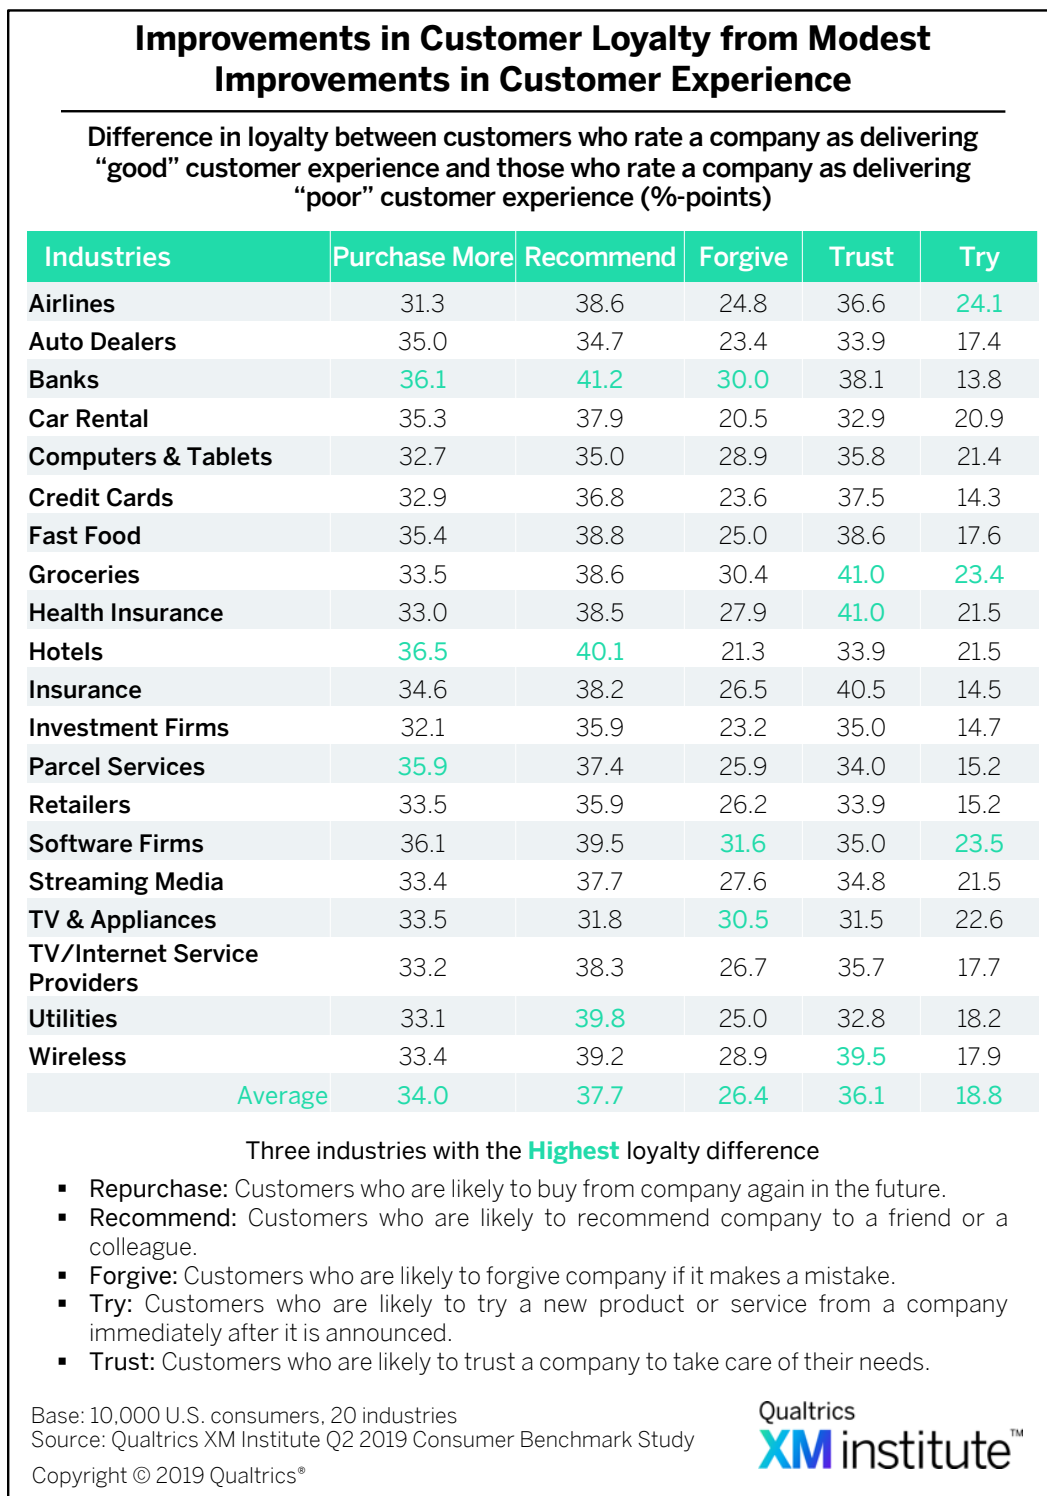 Improvements in Customer Loyalty from Modest
Improvements in Customer Experience
Difference in loyalty between customers who rate a company as delivering
“good” customer experience and those who rate a company as delivering
“poor” customer experience (%-points)
Industries Purchase More Recommend Forgive Trust Try
Airlines 31.3 38.6 24.8 36.6 24.1
Auto Dealers 35.0 34.7 23.4 33.9 17.4
Banks 36.1 41.2 30.0 38.1 13.8
Car Rental 35.3 37.9 20.5 32.9 20.9
Computers & Tablets 32.7 35.0 28.9 35.8 21.4
Credit Cards 32.9 36.8 23.6 37.5 14.3
Fast Food 35.4 38.8 25.0 38.6 17.6
Groceries 33.5 38.6 30.4 41.0 23.4
Health Insurance 33.0 38.5 27.9 41.0 21.5
Hotels 36.5 40.1 21.3 33.9 21.5
Insurance 34.6 38.2 26.5 40.5 14.5
Investment Firms 32.1 35.9 23.2 35.0 14.7
Parcel Services 35.9 37.4 25.9 34.0 15.2
Retailers 33.5 35.9 26.2 33.9 15.2
Software Firms 36.1 39.5 31.6 35.0 23.5
Streaming Media 33.4 37.7 27.6 34.8 21.5
TV & Appliances 33.5 31.8 30.5 31.5 22.6
TV/Internet Service
Providers 33.2 38.3 26.7 35.7 17.7
Utilities 33.1 39.8 25.0 32.8 18.2
Wireless 33.4 39.2 28.9 39.5 17.9
Average 34.0 37.7 26.4 36.1 18.8
Three industries with the Highest loyalty difference
▪ Repurchase: Customers who are likely to buy from company again in the future.
▪ Recommend: Customers who are likely to recommend company to a friend or a
colleague.
▪ Forgive: Customers who are likely to forgive company if it makes a mistake.
▪ Try: Customers who are likely to try a new product or service from a company
immediately after it is announced.
▪ Trust: Customers who are likely to trust a company to take care of their needs.
Base: 10,000 U.S. consumers, 20 industries
Source: Qualtrics XM Institute Q2 2019 Consumer Benchmark Study
Copyright © 2019 Qualtrics®
Qualtrics
XM institute™